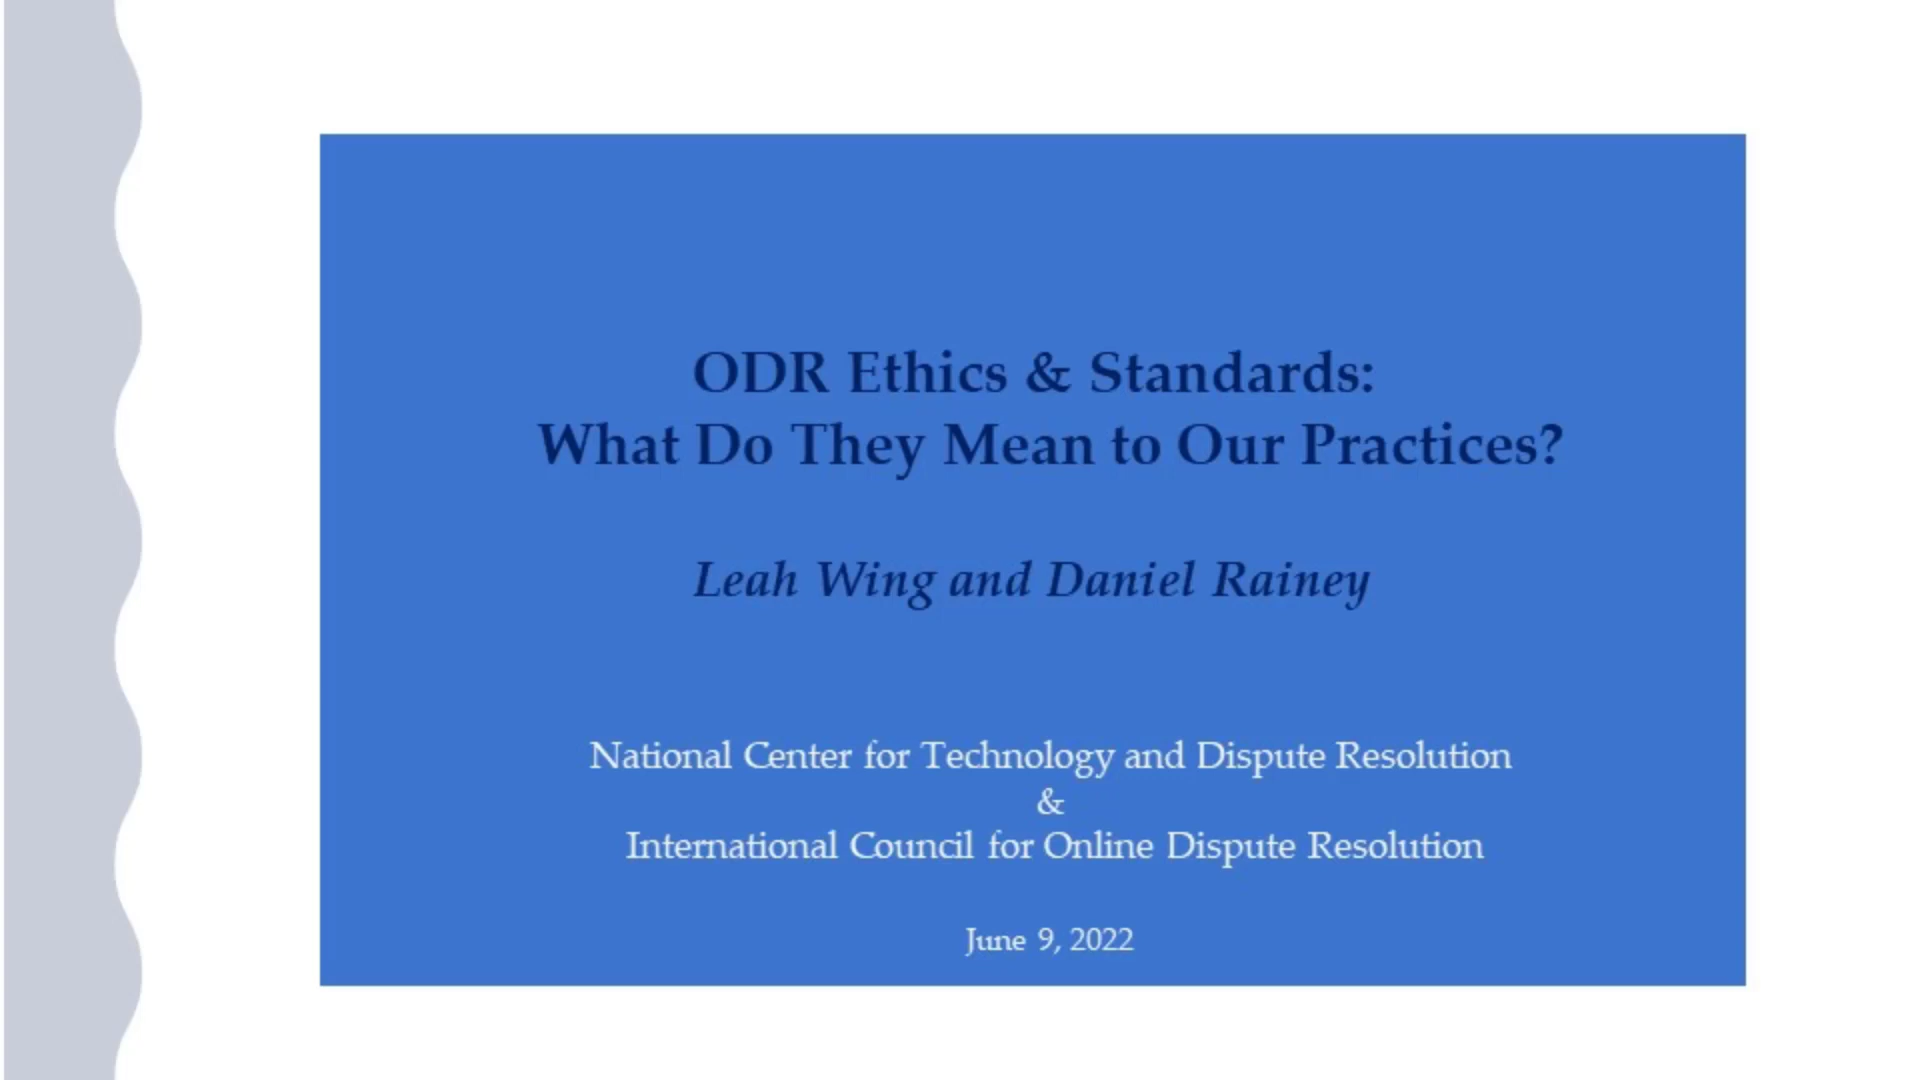 ODR Ethics & Standards:
What Do They Mean to Our Practices?
Leah Wing and Daniel Rainey
National Center for Technology and Dispute Resolution
&
International Council for Online Dispute Resolution
June 9, 2022